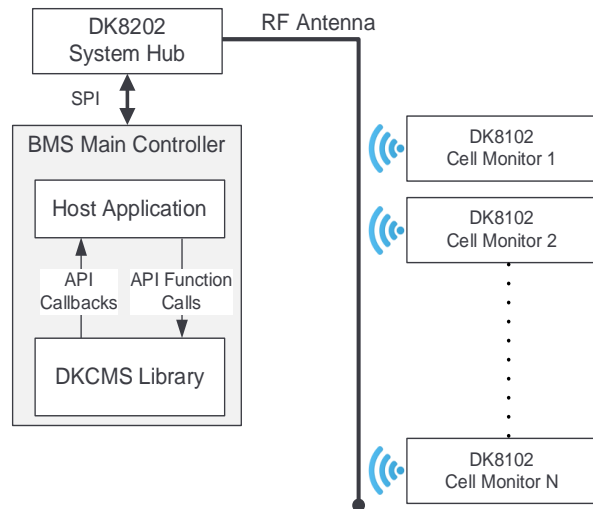 DK8202
System Hub
RF Antenna
SPI
BMS Main Controller
Host Application
API
Callbacks
API Function
Calls
DKCMS Library
DK8102
Cell Monitor 1
DK8102
Cell Monitor 2
DK8102
Cell Monitor N